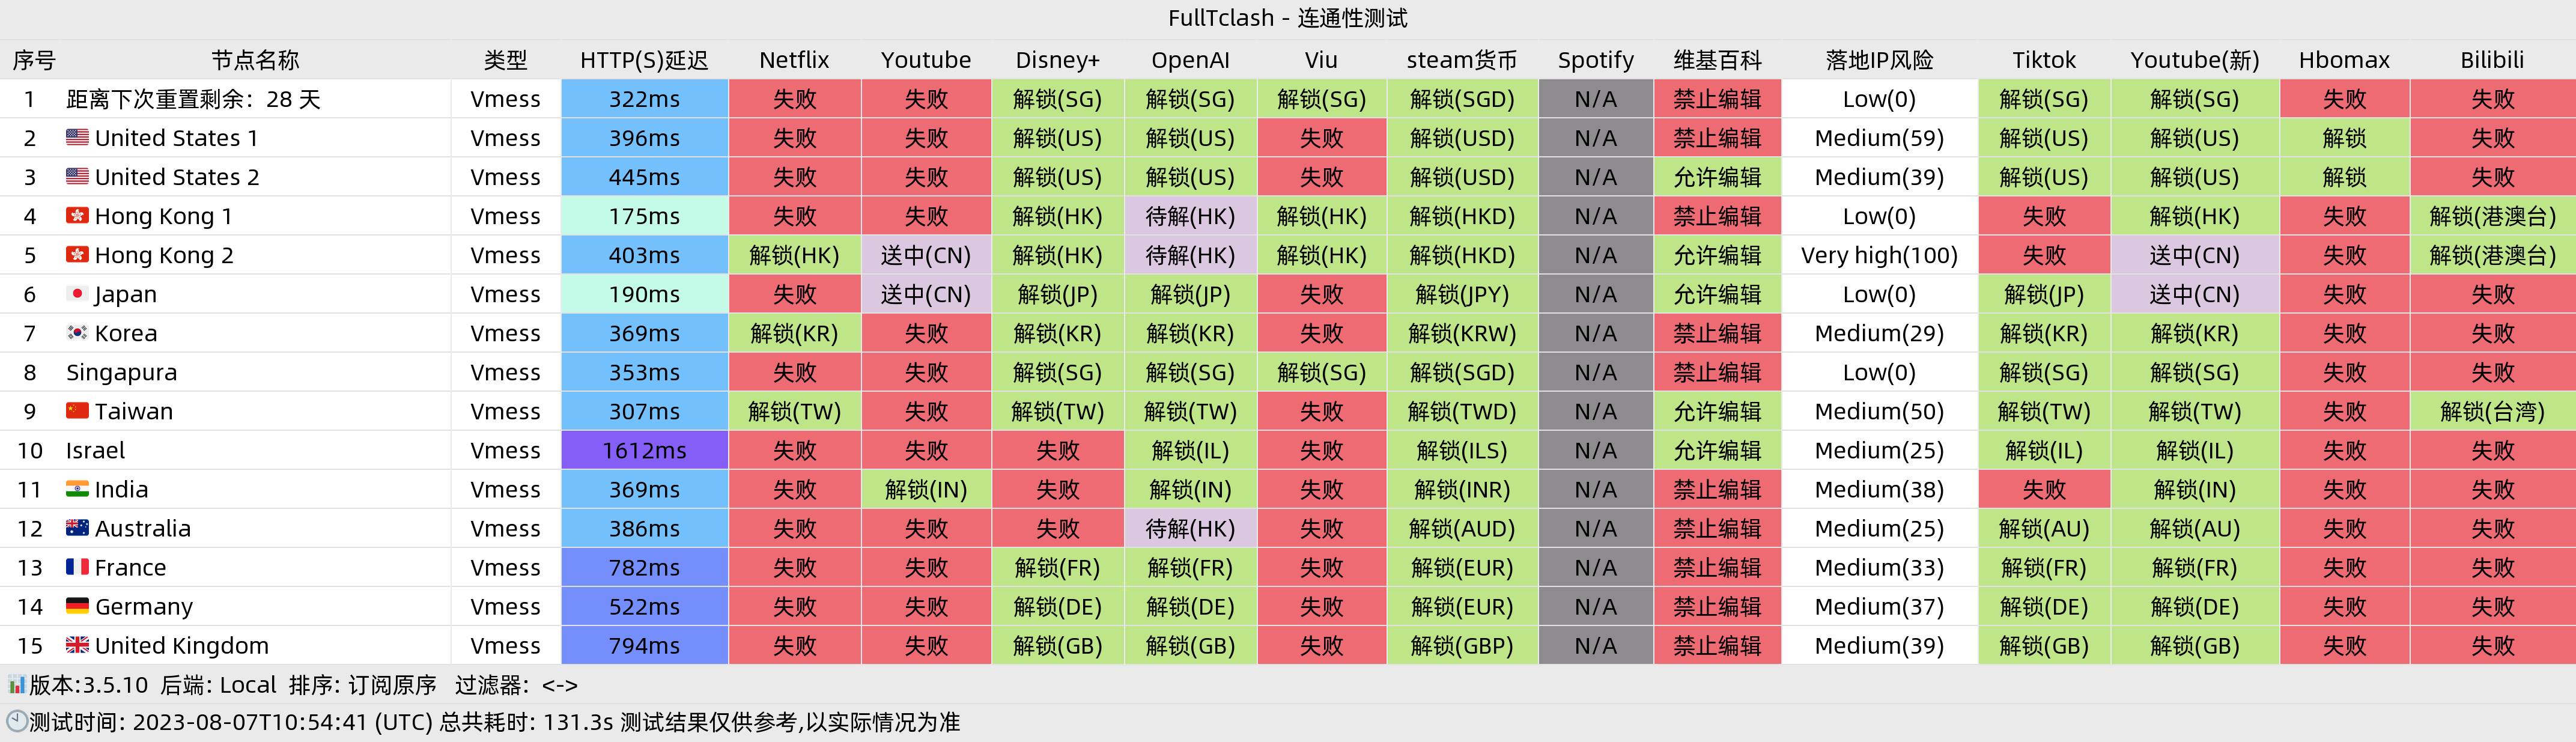 FullTclash - 连通性测试
序号 节点名称 类型 HTTP(S)延迟 Netflix Youtube Disney+ OpenAI Viu steam货币 Spotify 维基百科 落地IP风险 Tiktok Youtube(新) Hbomax Bilibili
1 距离下次重置剩余：28 天 Vmess 322ms 失败 失败 解锁(SG) 解锁(SG) 解锁(SG) 解锁(SGD) N/A 禁止编辑 Low(0) 解锁(SG) 解锁(SG) 失败 失败
2 United States 1 Vmess 396ms 失败 失败 解锁(US) 解锁(US) 失败 解锁(USD) N/A 禁止编辑 Medium(59) 解锁(US) 解锁(US) 解锁 失败
3 United States 2 Vmess 445ms 失败 失败 解锁(US) 解锁(US) 失败 解锁(USD) N/A 允许编辑 Medium(39) 解锁(US) 解锁(US) 解锁 失败
4 Hong Kong 1 Vmess 175ms 失败 失败 解锁(HK) 待解(HK) 解锁(HK) 解锁(HKD) N/A 禁止编辑 Low(0) 失败 解锁(HK) 失败 解锁(港澳台)
5 Hong Kong 2 Vmess 403ms 解锁(HK) 送中(CN) 解锁(HK) 待解(HK) 解锁(HK) 解锁(HKD) N/A 允许编辑 Very high(100) 失败 送中(CN) 失败 解锁(港澳台)
6 Japan Vmess 190ms 失败 送中(CN) 解锁(JP) 解锁(JP) 失败 解锁(JPY) N/A 允许编辑 Low(0) 解锁(JP) 送中(CN) 失败 失败
7 Korea Vmess 369ms 解锁(KR) 失败 解锁(KR) 解锁(KR) 失败 解锁(KRW) N/A 禁止编辑 Medium(29) 解锁(KR) 解锁(KR) 失败 失败
8 Singapura Vmess 353ms 失败 失败 解锁(SG) 解锁(SG) 解锁(SG) 解锁(SGD) N/A 禁止编辑 Low(0) 解锁(SG) 解锁(SG) 失败 失败
9 Taiwan Vmess 307ms 解锁(TW) 失败 解锁(TW) 解锁(TW) 失败 解锁(TWD) N/A 允许编辑 Medium(50) 解锁(TW) 解锁(TW) 失败 解锁(台湾)
10 Israel Vmess 1612ms 失败 失败 失败 解锁(IL) 失败 解锁(ILS) N/A 允许编辑 Medium(25) 解锁(IL) 解锁(IL) 失败 失败
11 India Vmess 369ms 失败 解锁(IN) 失败 解锁(IN) 失败 解锁(INR) N/A 禁止编辑 Medium(38) 失败 解锁(IN) 失败 失败
12 Australia Vmess 386ms 失败 失败 失败 待解(HK) 失败 解锁(AUD) N/A 禁止编辑 Medium(25) 解锁(AU) 解锁(AU) 失败 失败
13 France Vmess 782ms 失败 失败 解锁(FR) 解锁(FR) 失败 解锁(EUR) N/A 禁止编辑 Medium(33) 解锁(FR) 解锁(FR) 失败 失败
14 Germany Vmess 522ms 失败 失败 解锁(DE) 解锁(DE) 失败 解锁(EUR) N/A 禁止编辑 Medium(37) 解锁(DE) 解锁(DE) 失败 失败
15 United Kingdom Vmess 794ms 失败 失败 解锁(GB) 解锁(GB) 失败 解锁(GBP) N/A 禁止编辑 Medium(39) 解锁(GB) 解锁(GB) 失败 失败
版本:3.5.10 后端: Local 排序: 订阅原序 过滤器: <->
测试时间: 2023-08-07T10:54:41 (UTC) 总共耗时: 131.3s 测试结果仅供参考,以实际情况为准